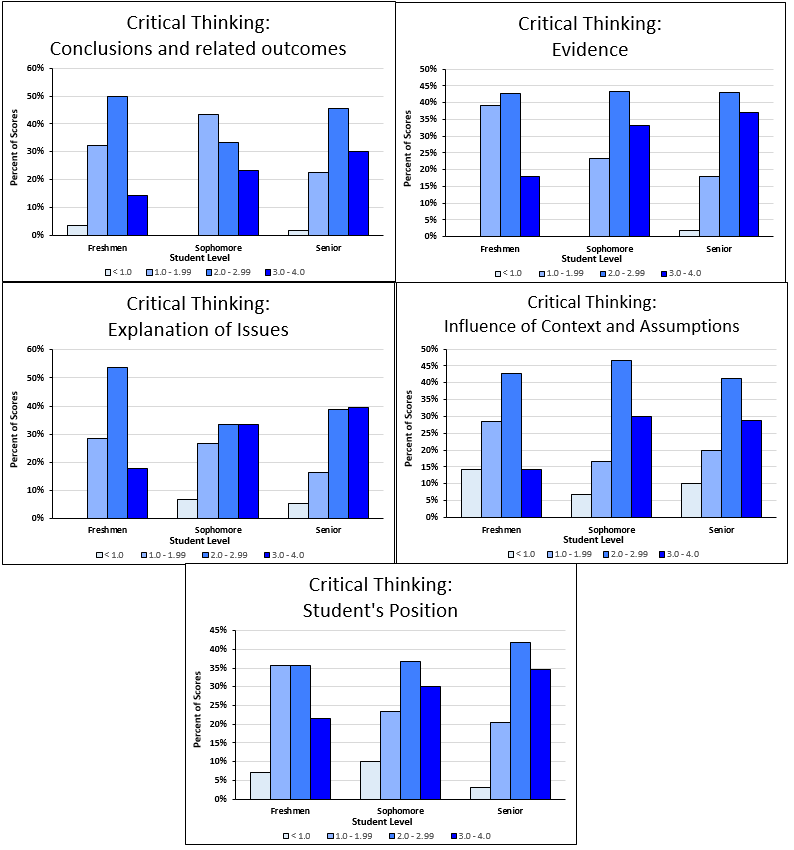 Critical Thinking:
Conclusions and related outcomes
60%
50%
40%
30%
20%
10%
0%
Percent of Scores
Freshmen Sophomore Senior
Student Level
< 1.0 1.0 - 1.99 2.0 - 2.99 3.0 - 4.0
Critical Thinking:
Evidence
50%
45%
40%
35%
30%
25%
20%
15%
10%
5%
0%
Percent of Scores
Freshmen Sophomore Senior
Student Level
< 1.0 1.0 - 1.99 2.0 - 2.99 3.0 - 4.0
Critical Thinking:
Explanation of Issues
60%
50%
40%
30%
20%
10%
0%
Percent of Scores
Freshmen Sophomore Senior
Student Level
< 1.0 1.0 - 1.99 2.0 - 2.99 3.0 - 4.0
Critical Thinking:
Influence of Context and Assumptions
50%
45%
40%
35%
30%
25%
20%
15%
10%
5%
0%
Percent of Scores
Freshmen Sophomore Senior
Student Level
< 1.0 1.0 - 1.99 2.0 - 2.99 3.0 - 4.0
Critical Thinking:
Student's Position
45%
40%
35%
30%
25%
20%
15%
10%
5%
0%
Percent of Scores
Freshmen Sophomore Senior
Student Level
< 1.0 1.0 - 1.99 2.0 - 2.99 3.0 - 4.0